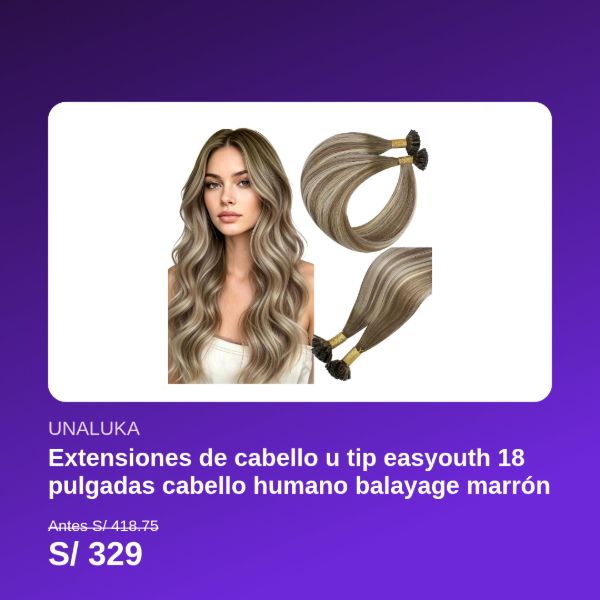 UNALUKA
Extensiones de cabello u tip easyouth 18
pulgadas cabello humano balayage marrón
Antes S/ 418.75
S/ 329